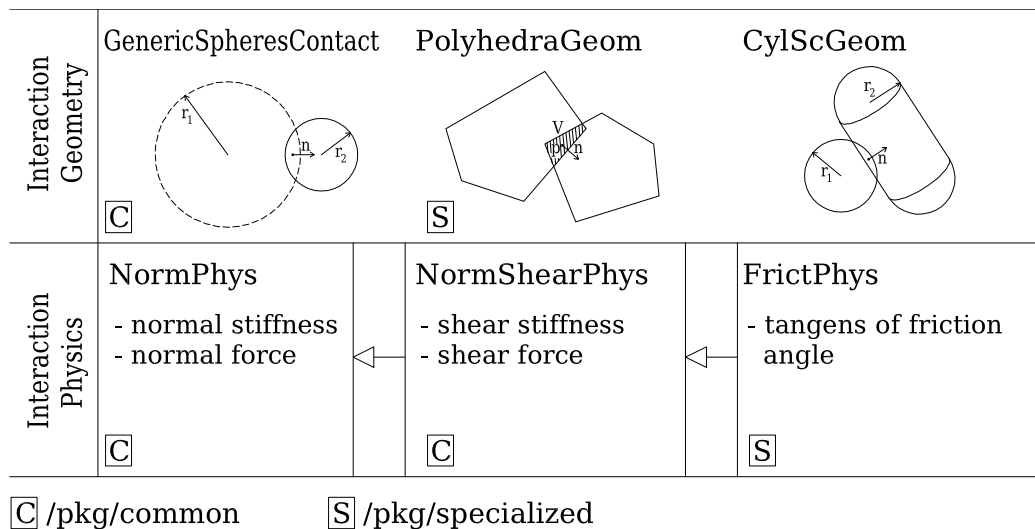 Interaction
Geometry
GenericSpheresContact
r1
n
r2
C
PolyhedraGeom
V
p
n
S
CylScGeom
r2
n
r1
Interaction
Physics
NormPhys
- normal stiffness
- normal force
C
NormShearPhys
- shear stiffness
- shear force
C
FrictPhys
- tangens of friction
angle
S
C /pkg/common
S /pkg/specialized